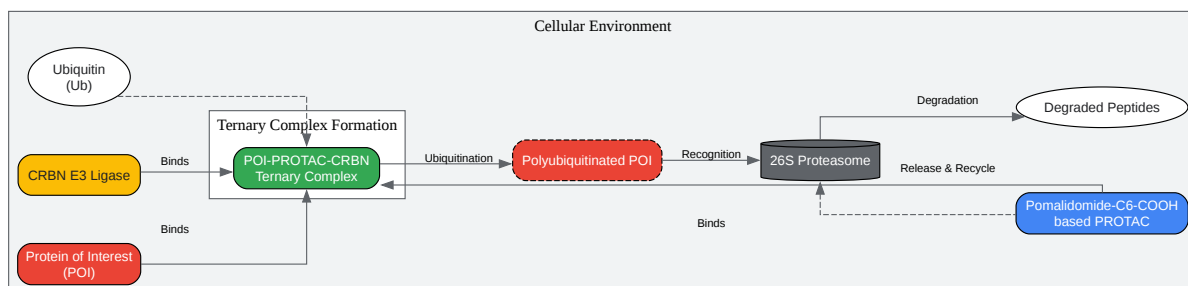 Cellular Environment
Ubiquitin
(Ub)
Degradation
Degraded Peptides
Ternary Complex Formation
Binds
CRBN E3 Ligase
POI-PROTAC-CRBN
Ternary Complex
Ubiquitination
Polyubiquitinated POI
Recognition
26S Proteasome
Release & Recycle
Pomalidomide-C6-COOH
based PROTAC
Binds
Binds
Protein of Interest
(POI)